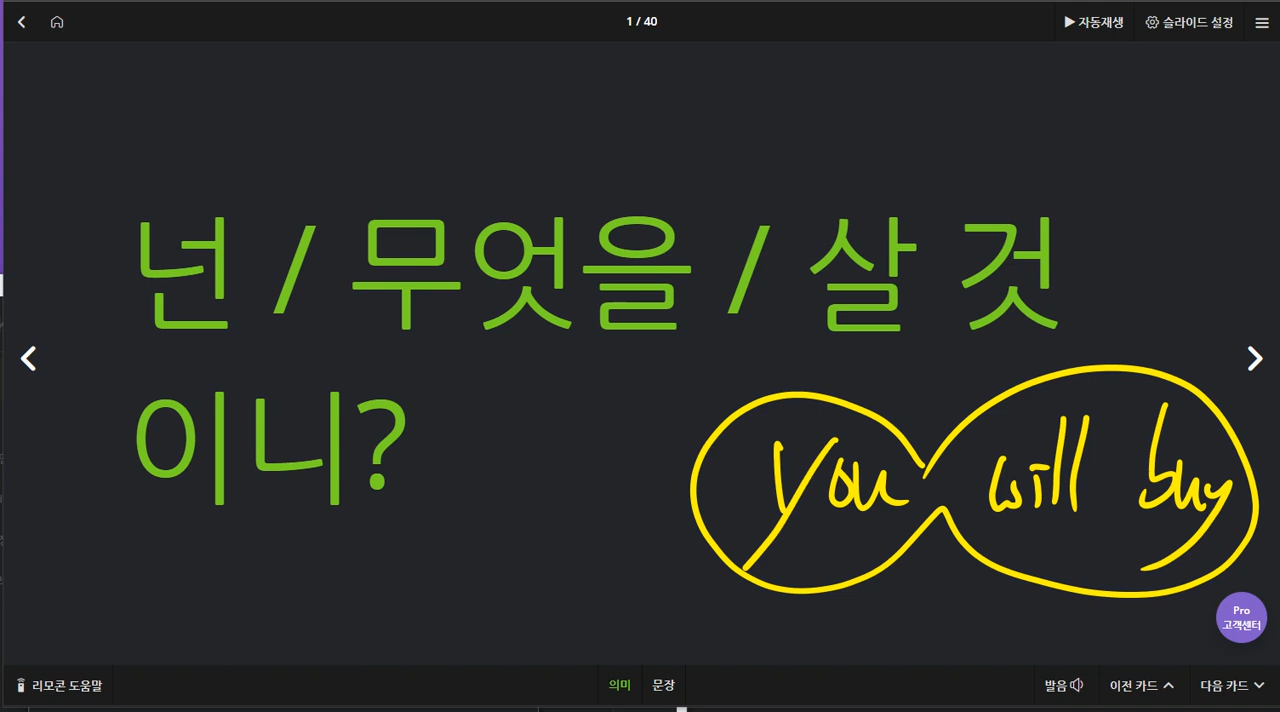 1 / 40
▶ 자동재생
슬라이드 설정
넌 / 무엇을 / 살 것
이니?
you will buy
Pro
고객센터
리모콘 도움말
의미
문장
발음
이전 카드
다음 카드